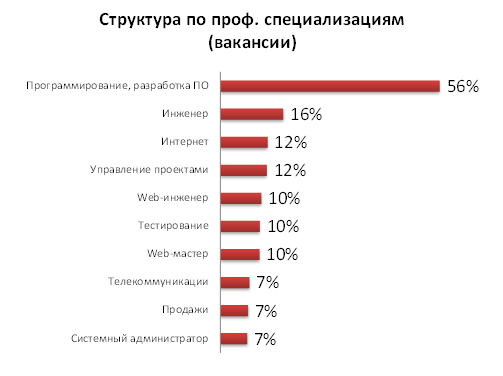 Структура по проф. специализациям
(вакансии)
Программирование, разработка ПО 56%
Инженер 16%
Интернет 12%
Управление проектами 12%
Web-инженер 10%
Тестирование 10%
Web-мастер 10%
Телекоммуникации 7%
Продажи 7%
Системный администратор 7%